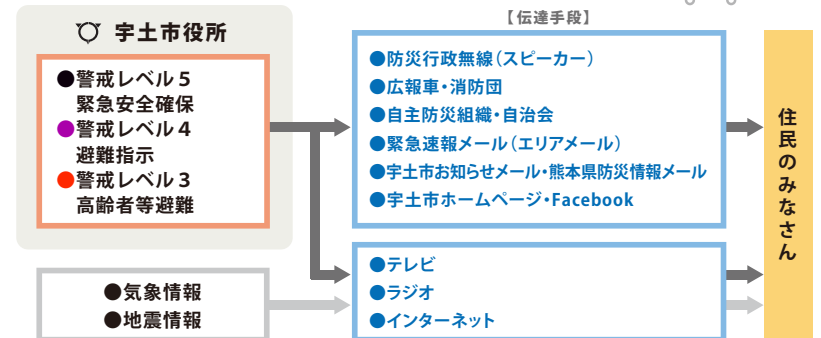 宇土市役所
●警戒レベル5
緊急安全確保
●警戒レベル4
避難指示
●警戒レベル3
高齢者等避難
●気象情報
●地震情報
【伝達手段】
●防災行政無線(スピーカー)
●広報車・消防団
●自主防災組織・自治会
●緊急速報メール(エリアメール)
●宇土市お知らせメール・熊本県防災情報メール
●宇土市ホームページ・Facebook
●テレビ
●ラジオ
●インターネット
住民のみなさん